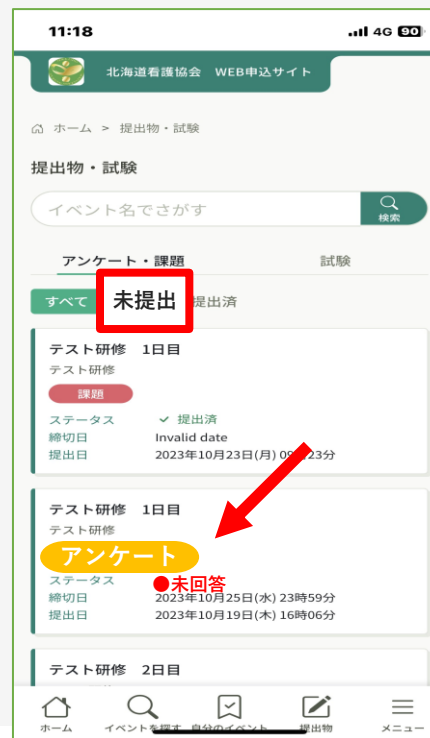 11:18 4G 90
北海道看護協会 WEB申込サイト
ホーム > 提出物・試験
提出物・試験
イベント名でさがす
検索
アンケート・課題 試験
すべて 未提出 提出済
テスト研修 1日目
テスト研修
課題
ステータス 提出済
締切日 Invalid date
提出日 2023年10月23日(月) 09 23分
テスト研修 1日目
テスト研修
アンケート
ステータス ●未回答
締切日 2023年10月25日(水) 23時59分
提出日 2023年10月19日(木) 16時06分
テスト研修 2日目
ホーム イベントを探す 自分のイベント 提出物 メニュー